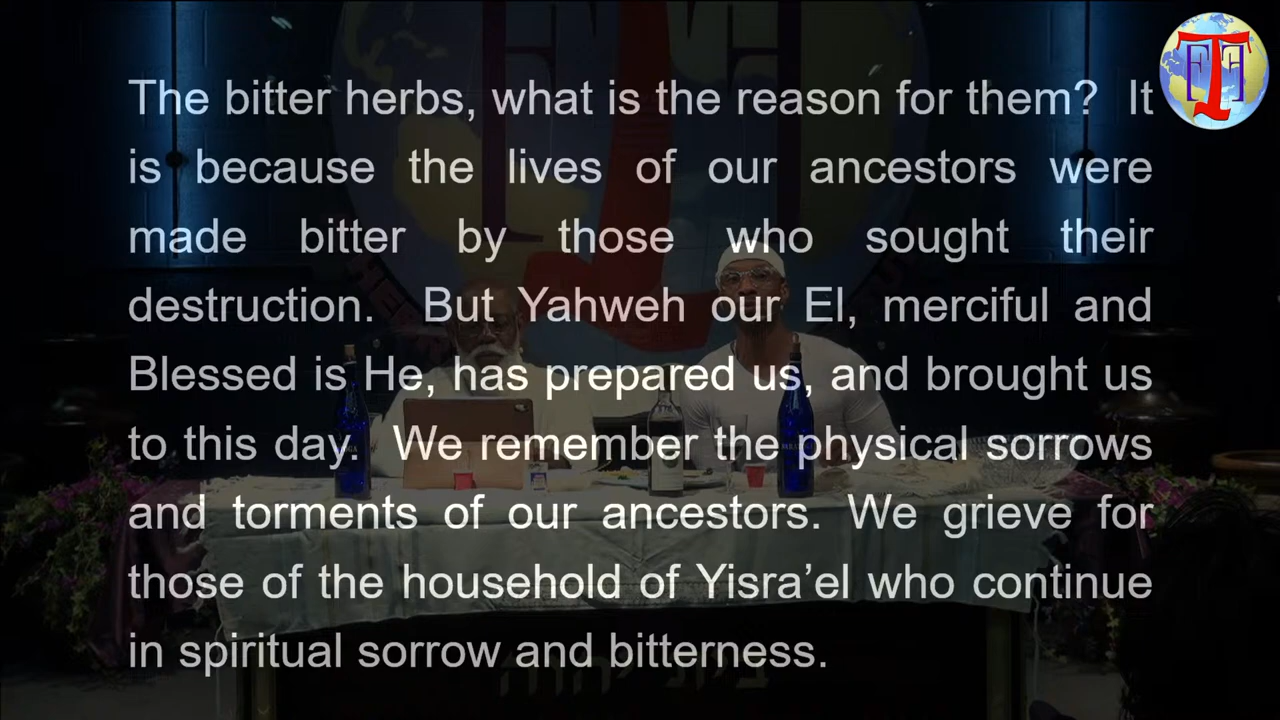 The bitter herbs, what is the reason for them? It
is because the lives of our ancestors were
made bitter by those who sought their
destruction. But Yahweh our El, merciful and
Blessed is He, has prepared us, and brought us
to this day. We remember the physical sorrows
and torments of our ancestors. We grieve for
those of the household of Yisra’el who continue
in spiritual sorrow and bitterness.
בית יהוה